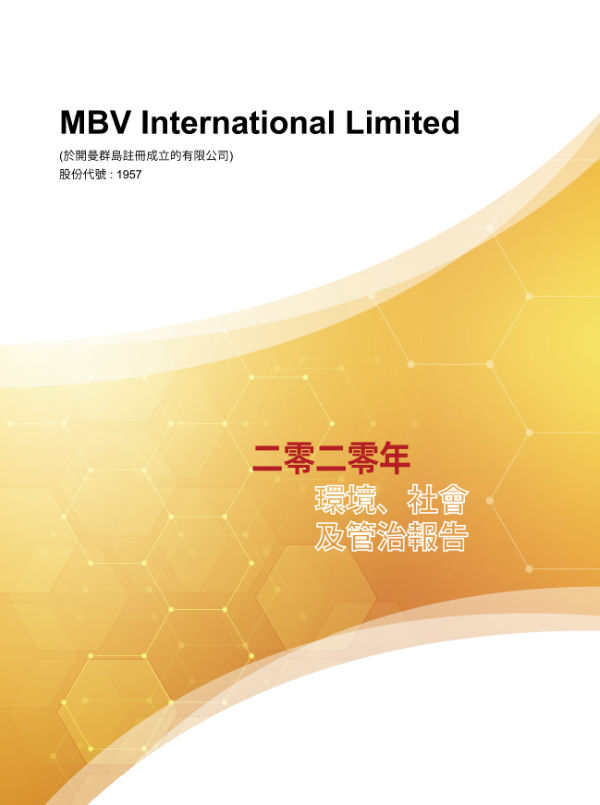 MBV International Limited
(於開曼群島註冊成立的有限公司)
股份代號 : 1957
二零二零年
環境、社會
及管治報告